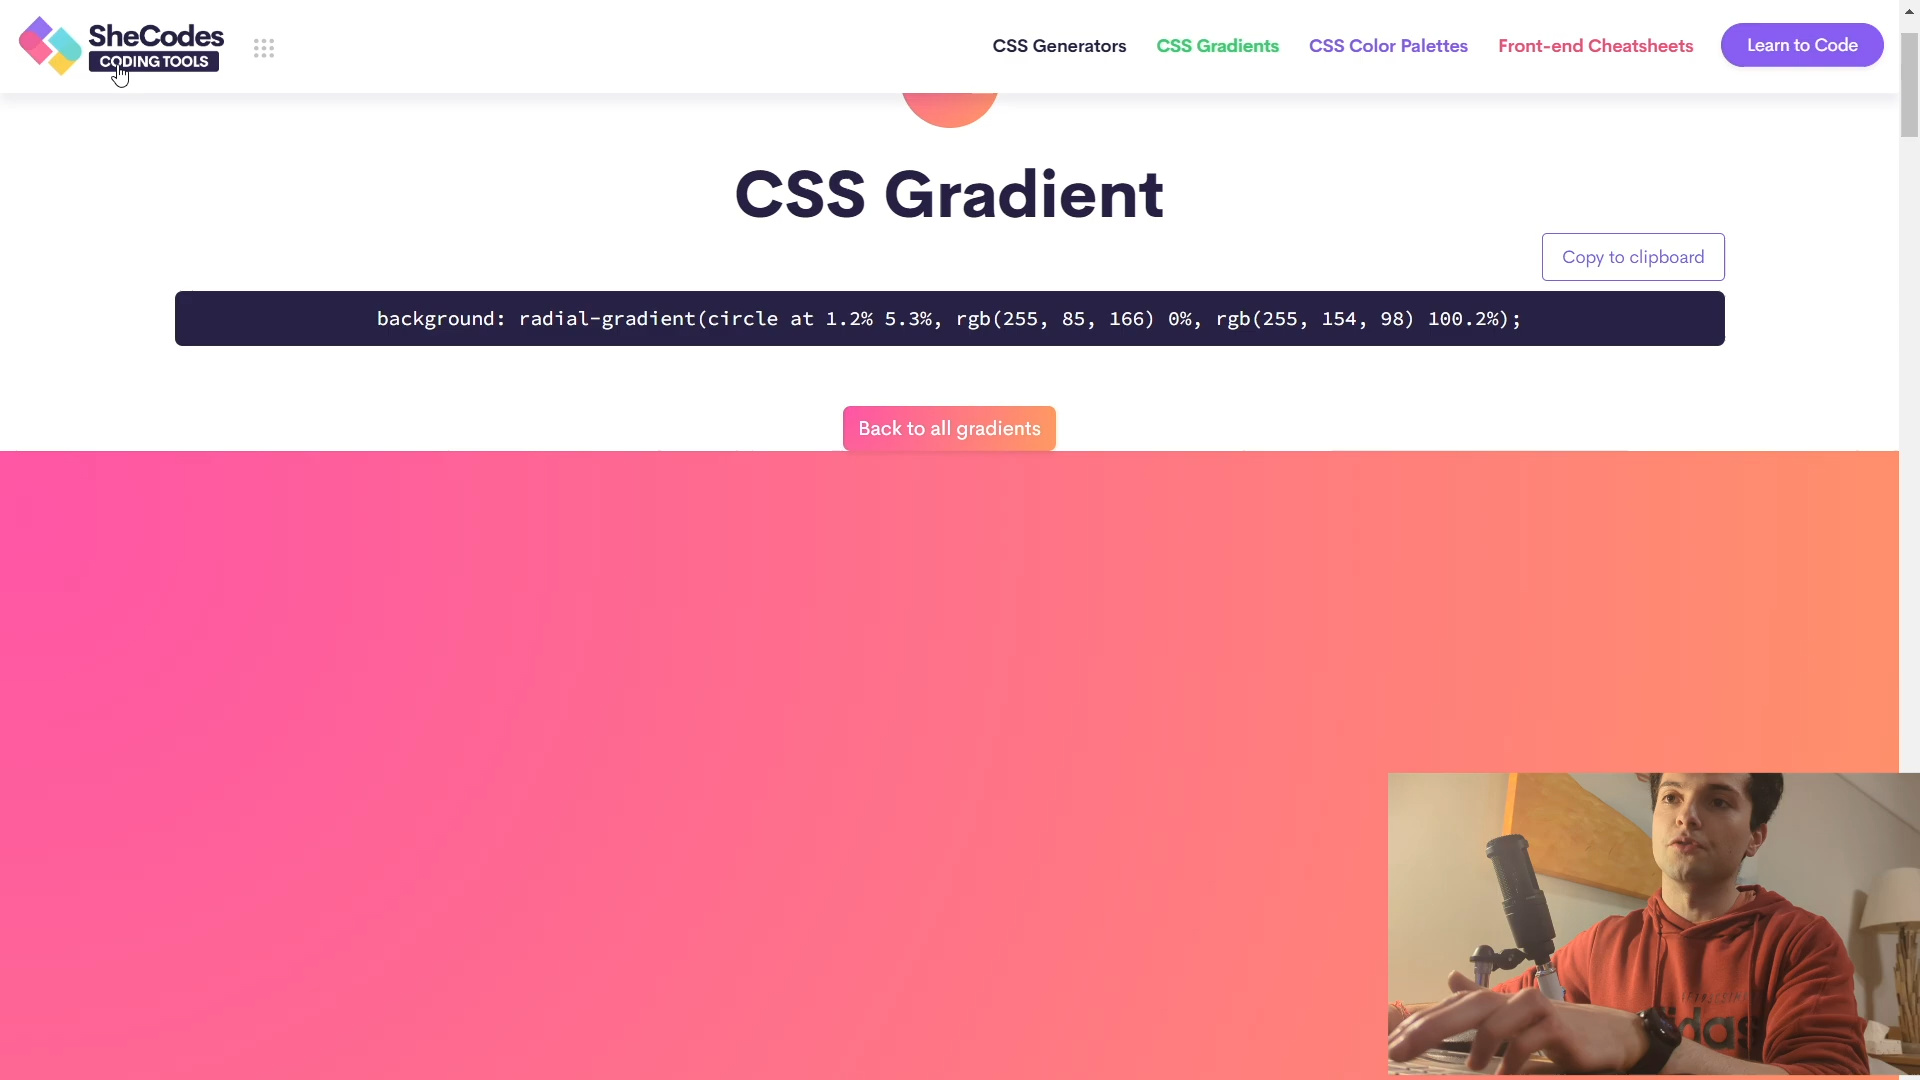 SheCodes
CODING TOOLS
CSS Generators
CSS Gradients
CSS Color Palettes
Front-end Cheatsheets
Learn to Code
CSS Gradient
Copy to clipboard
background: radial-gradient(circle at 1.2% 5.3%, rgb(255, 85, 166) 0%, rgb(255, 154, 98) 100.2%);
Back to all gradients